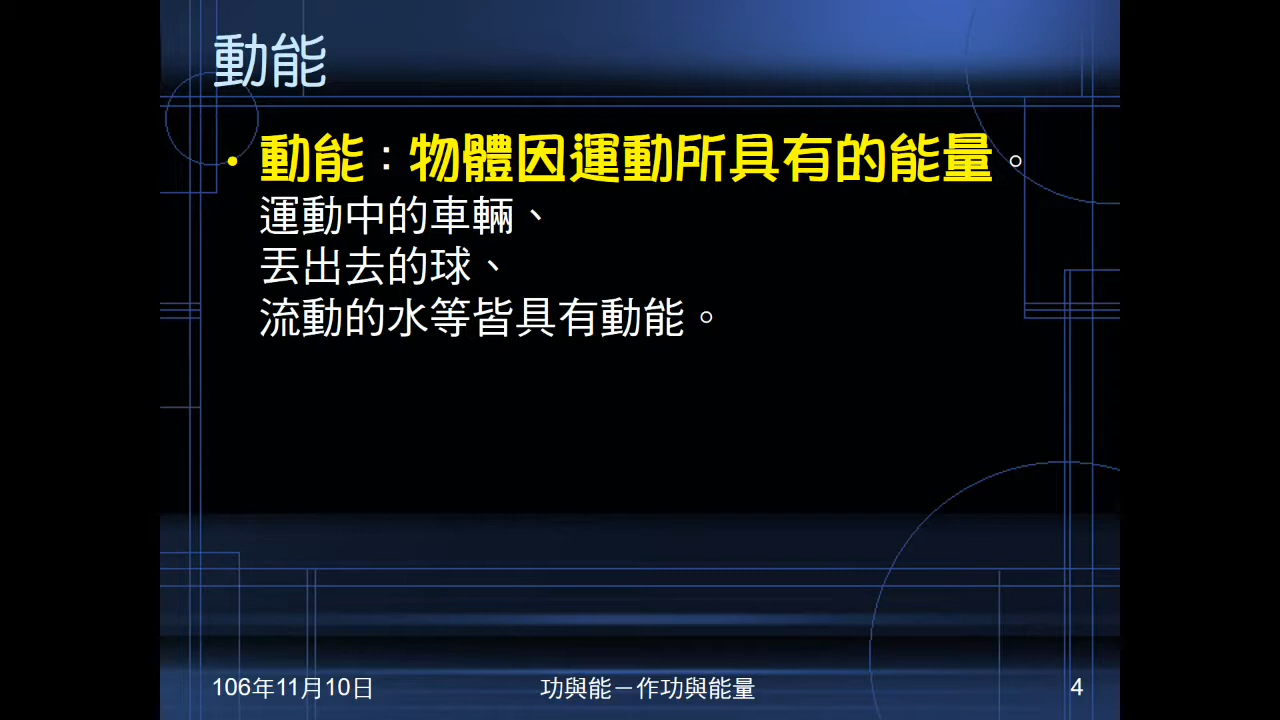 動能
• 動能：物體因運動所具有的能量。
運動中的車輛、
丟出去的球、
流動的水等皆具有動能。
106年11月10日
功與能－作功與能量
4